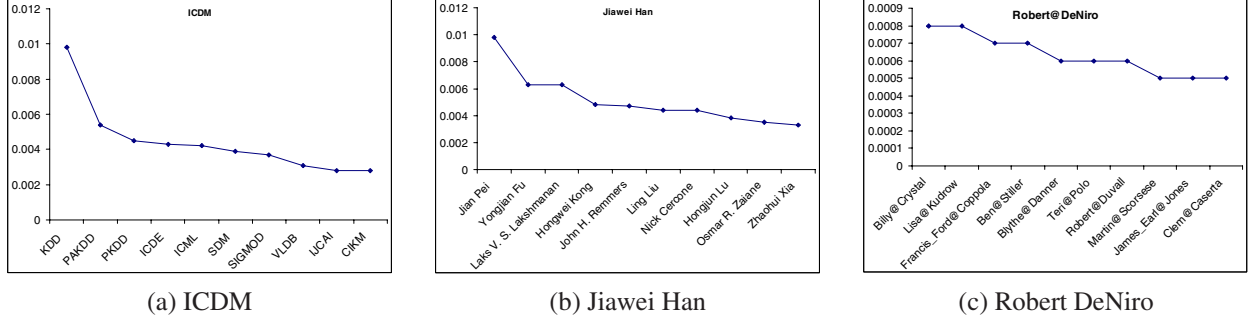 ICDM
0.012
0.01
0.008
0.006
0.004
0.002
0
KDD
PAKDD
PKDD
ICDE
ICML
SDM
SIGMOD
VLDB
IJCAI
CIKM
(a) ICDM
Jiawei Han
0.012
0.01
0.008
0.006
0.004
0.002
0
Jian Pei
Yongjian Fu
Laks V. S. Lakshmanan
Hongwei Kong
John H. Remmers
Ling Liu
Nick Cercone
Hongjun Lu
Osmar R. Zaiane
Zhaohui Xia
(b) Jiawei Han
Robert@DeNiro
0.0009
0.0008
0.0007
0.0006
0.0005
0.0004
0.0003
0.0002
0.0001
0
Billy@Crystal
Lisa@Kudrow
Francis_Ford@Coppola
Ben@Stiller
Blythe@Danner
Teri@Polo
Robert@Duvall
Martin@Scorsese
James_Earl@Jones
Clem@Caserta
(c) Robert DeNiro